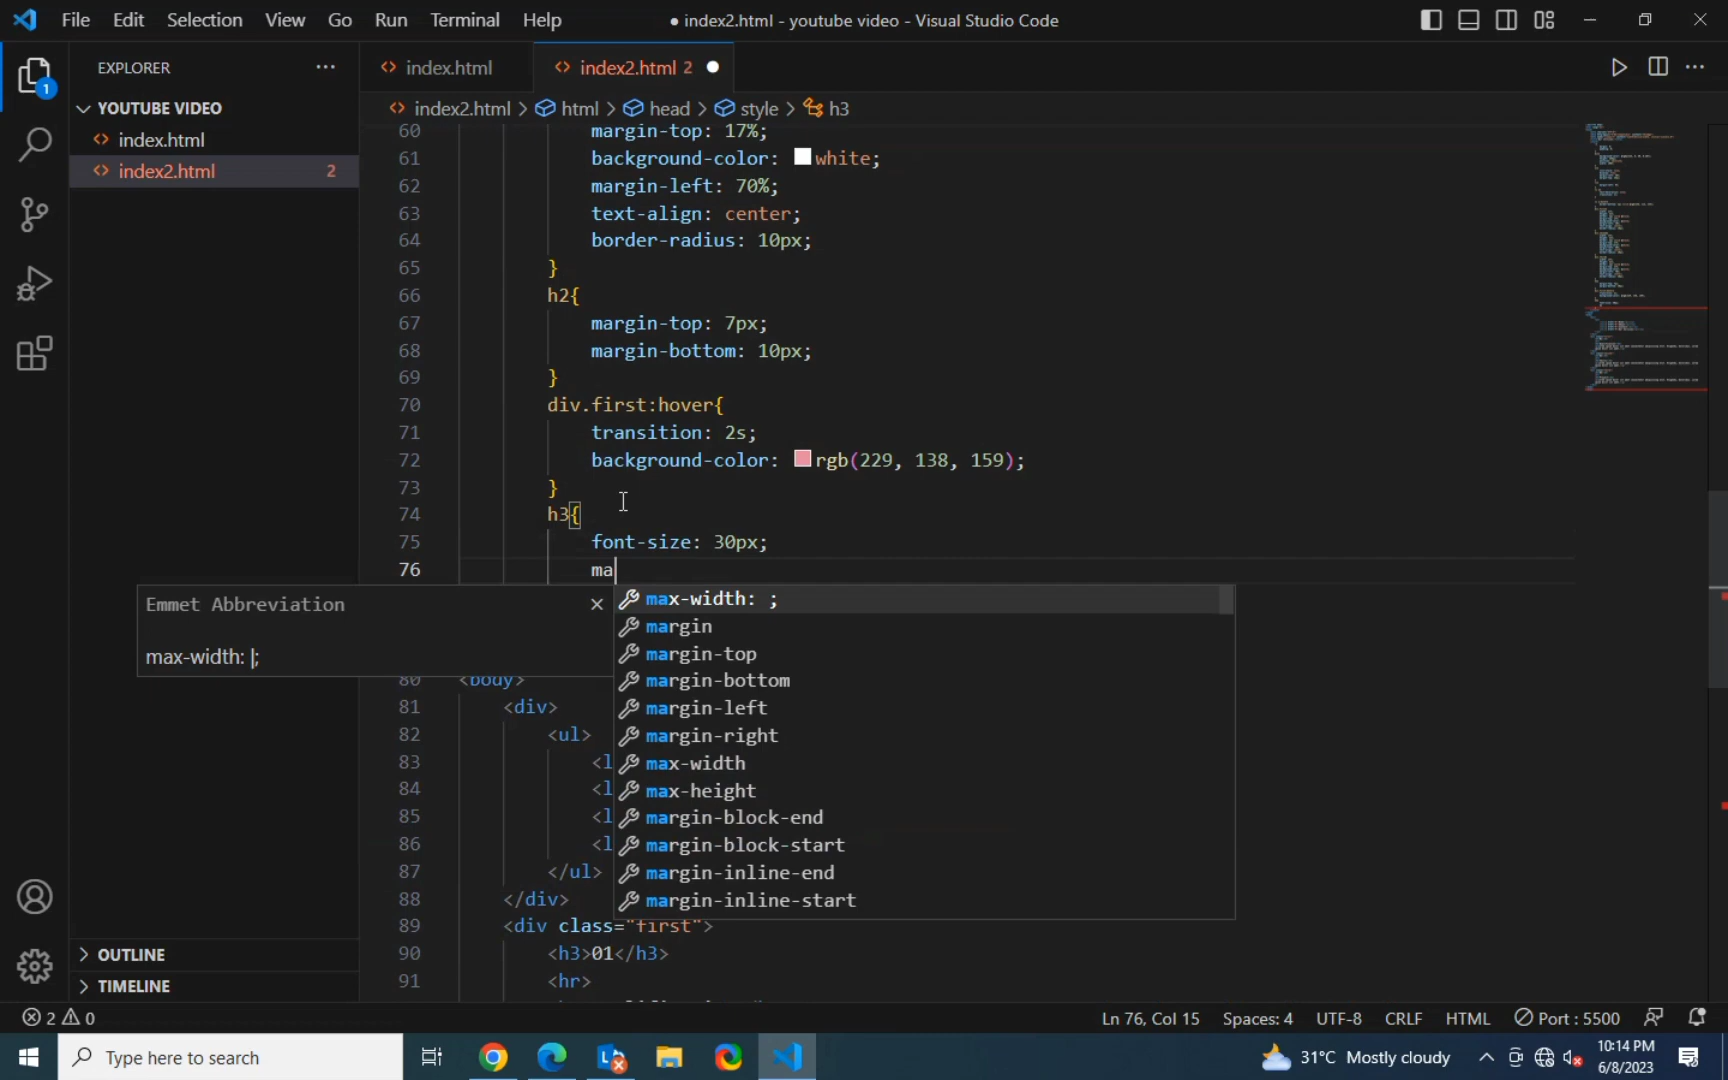 File Edit Selection View Go Run Terminal Help ● index2.html - youtube video - Visual Studio Code
EXPLORER ...
index.html
index2.html 2
1
YOUTUBE VIDEO
index.html
index2.html 2
index2.html > html > head > style > h3
60 margin-top: 17%;
61 background-color: white;
62 margin-left: 70%;
63 text-align: center;
64 border-radius: 10px;
65 }
66 h2{
67 margin-top: 7px;
68 margin-bottom: 10px;
69 }
70 div.first:hover{
71 transition: 2s;
72 background-color: rgb(229, 138, 159);
73 }
74 h3{
75 font-size: 30px;
76 ma
Emmet Abbreviation
max-width: |;
max-width: ;
margin
margin-top
margin-bottom
margin-left
margin-right
max-width
max-height
margin-block-end
margin-block-start
margin-inline-end
margin-inline-start
80 <body>
81 <div>
82 <ul>
83 <l
84 <l
85 <l
86 <l
87 </ul>
88 </div>
89 <div class="first">
90 <h3>01</h3>
91 <hr>
OUTLINE
TIMELINE
2 0
Ln 76, Col 15 Spaces: 4 UTF-8 CRLF HTML Port : 5500
Type here to search
31°C Mostly cloudy
10:14 PM
6/8/2023